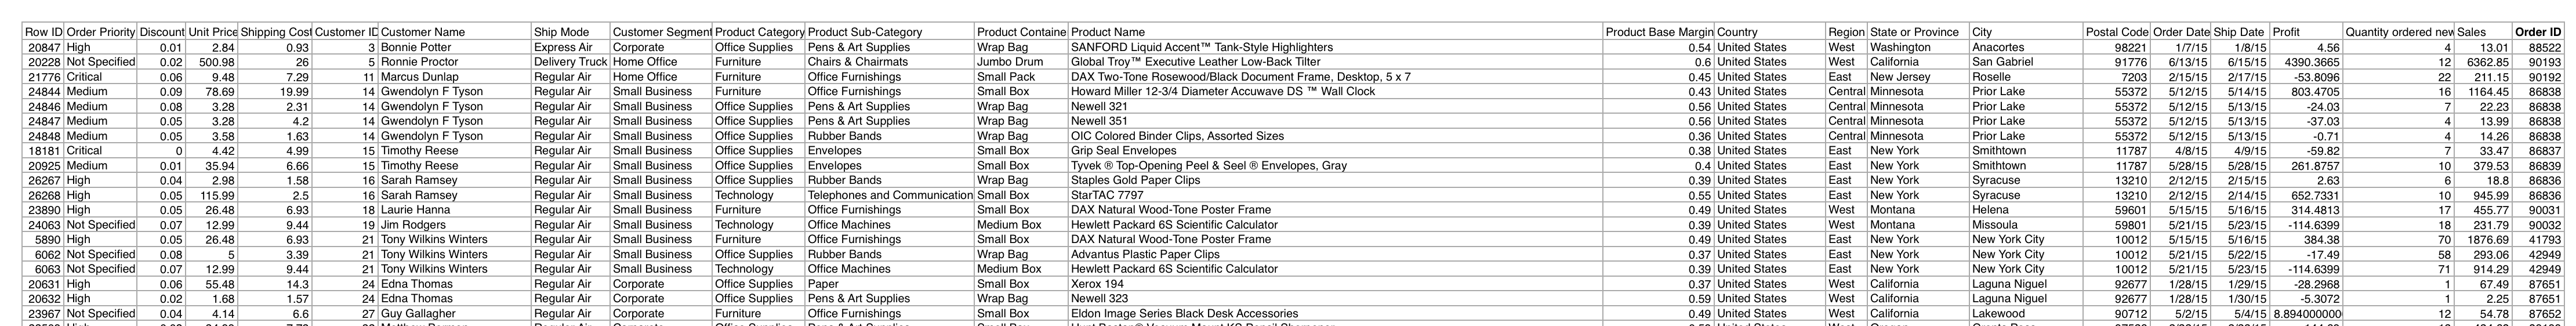 Row ID Order Priority Discount Unit Price Shipping Cost Customer ID Customer Name Ship Mode Customer Segment Product Category Product Sub-Category Product Containe Product Name Product Base Margin Country Region State or Province City Postal Code Order Date Ship Date Profit Quantity ordered new Sales Order ID
20847 High 0.01 2.84 0.93 3 Bonnie Potter Express Air Corporate Office Supplies Pens & Art Supplies Wrap Bag SANFORD Liquid Accent™ Tank-Style Highlighters 0.54 United States West Washington Anacortes 98221 1/7/15 1/8/15 4.56 4 13.01 88522
20228 Not Specified 0.02 500.98 26 5 Ronnie Proctor Delivery Truck Home Office Furniture Chairs & Chairmats Jumbo Drum Global Troy™ Executive Leather Low-Back Tilter 0.6 United States West California San Gabriel 91776 6/13/15 6/15/15 4390.3665 12 6362.85 90193
21776 Critical 0.06 9.48 7.29 11 Marcus Dunlap Regular Air Home Office Furniture Office Furnishings Small Pack DAX Two-Tone Rosewood/Black Document Frame, Desktop, 5 x 7 0.45 United States East New Jersey Roselle 7203 2/15/15 2/17/15 -53.8096 22 211.15 90192
24844 Medium 0.09 78.69 19.99 14 Gwendolyn F Tyson Regular Air Small Business Furniture Office Furnishings Small Box Howard Miller 12-3/4 Diameter Accuwave DS ™ Wall Clock 0.43 United States Central Minnesota Prior Lake 55372 5/12/15 5/14/15 803.4705 16 1164.45 86838
24846 Medium 0.08 3.28 2.31 14 Gwendolyn F Tyson Regular Air Small Business Office Supplies Pens & Art Supplies Wrap Bag Newell 321 0.56 United States Central Minnesota Prior Lake 55372 5/12/15 5/13/15 -24.03 7 22.23 86838
24847 Medium 0.05 3.28 4.2 14 Gwendolyn F Tyson Regular Air Small Business Office Supplies Pens & Art Supplies Wrap Bag Newell 351 0.56 United States Central Minnesota Prior Lake 55372 5/12/15 5/13/15 -37.03 4 13.99 86838
24848 Medium 0.05 3.58 1.63 14 Gwendolyn F Tyson Regular Air Small Business Office Supplies Rubber Bands Wrap Bag OIC Colored Binder Clips, Assorted Sizes 0.36 United States Central Minnesota Prior Lake 55372 5/12/15 5/13/15 -0.71 4 14.26 86838
18181 Critical 0 4.42 4.99 15 Timothy Reese Regular Air Small Business Office Supplies Envelopes Small Box Grip Seal Envelopes 0.38 United States East New York Smithtown 11787 4/8/15 4/9/15 -59.82 7 33.47 86837
20925 Medium 0.01 35.94 6.66 15 Timothy Reese Regular Air Small Business Office Supplies Envelopes Small Box Tyvek ® Top-Opening Peel & Seel ® Envelopes, Gray 0.4 United States East New York Smithtown 11787 5/28/15 5/28/15 261.8757 10 379.53 86839
26267 High 0.04 2.98 1.58 16 Sarah Ramsey Regular Air Small Business Office Supplies Rubber Bands Wrap Bag Staples Gold Paper Clips 0.39 United States East New York Syracuse 13210 2/12/15 2/15/15 2.63 6 18.8 86836
26268 High 0.05 115.99 2.5 16 Sarah Ramsey Regular Air Small Business Technology Telephones and Communication Small Box StarTAC 7797 0.55 United States East New York Syracuse 13210 2/12/15 2/14/15 652.7331 10 945.99 86836
23890 High 0.05 26.48 6.93 18 Laurie Hanna Regular Air Small Business Furniture Office Furnishings Small Box DAX Natural Wood-Tone Poster Frame 0.49 United States West Montana Helena 59601 5/15/15 5/16/15 314.4813 17 455.77 90031
24063 Not Specified 0.07 12.99 9.44 19 Jim Rodgers Regular Air Small Business Technology Office Machines Medium Box Hewlett Packard 6S Scientific Calculator 0.39 United States West Montana Missoula 59801 5/21/15 5/23/15 -114.6399 18 231.79 90032
5890 High 0.05 26.48 6.93 21 Tony Wilkins Winters Regular Air Small Business Furniture Office Furnishings Small Box DAX Natural Wood-Tone Poster Frame 0.49 United States East New York New York City 10012 5/15/15 5/16/15 384.38 70 1876.69 41793
6062 Not Specified 0.08 5 3.39 21 Tony Wilkins Winters Regular Air Small Business Office Supplies Rubber Bands Wrap Bag Advantus Plastic Paper Clips 0.37 United States East New York New York City 10012 5/21/15 5/22/15 -17.49 58 293.06 42949
6063 Not Specified 0.07 12.99 9.44 21 Tony Wilkins Winters Regular Air Small Business Technology Office Machines Medium Box Hewlett Packard 6S Scientific Calculator 0.39 United States East New York New York City 10012 5/21/15 5/23/15 -114.6399 71 914.29 42949
20631 High 0.06 55.48 14.3 24 Edna Thomas Regular Air Corporate Office Supplies Paper Small Box Xerox 194 0.37 United States West California Laguna Niguel 92677 1/28/15 1/29/15 -28.2968 1 67.49 87651
20632 High 0.02 1.68 1.57 24 Edna Thomas Regular Air Corporate Office Supplies Pens & Art Supplies Wrap Bag Newell 323 0.59 United States West California Laguna Niguel 92677 1/28/15 1/30/15 -5.3072 1 2.25 87651
23967 Not Specified 0.04 4.14 6.6 27 Guy Gallagher Regular Air Corporate Furniture Office Furnishings Small Box Eldon Image Series Black Desk Accessories 0.49 United States West California Lakewood 90712 5/2/15 5/4/15 8.894000000 12 54.78 87652